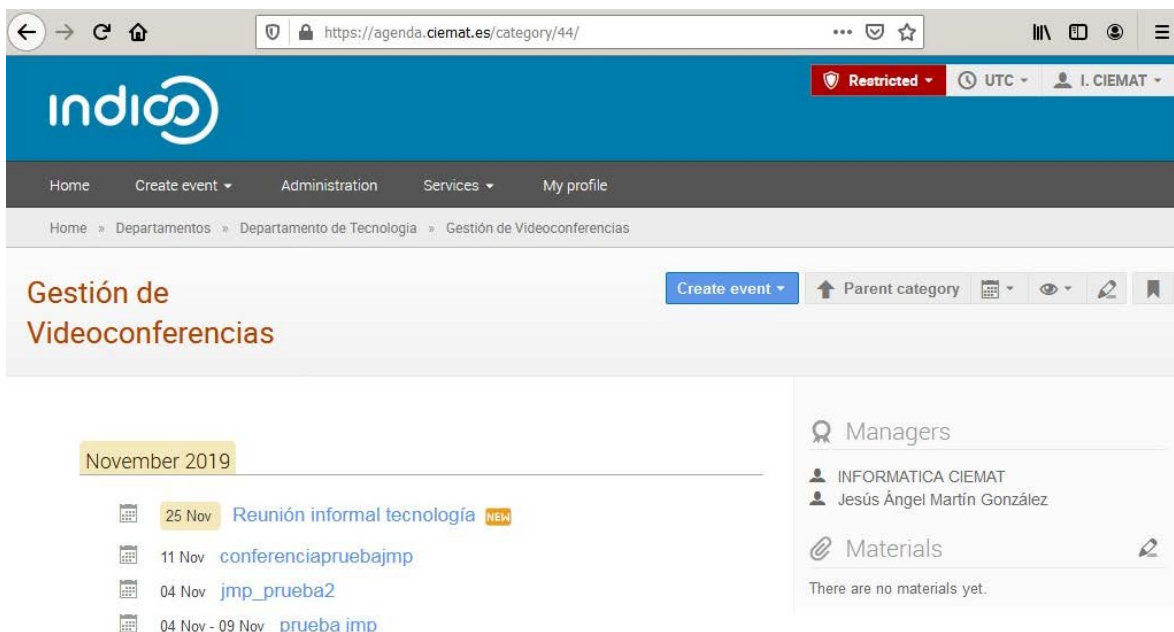 https://agenda.ciemat.es/category/44/
indico
Restricted
UTC
I. CIEMAT
Home
Create event
Administration
Services
My profile
Home » Departamentos » Departamento de Tecnologia » Gestión de Videoconferencias
Gestión de
Videoconferencias
Create event
Parent category
November 2019
25 Nov Reunión informal tecnología NEW
11 Nov conferenciapruebajmp
04 Nov jmp_prueba2
04 Nov - 09 Nov prueba jmp
Managers
INFORMATICA CIEMAT
Jesús Ángel Martín González
Materials
There are no materials yet.